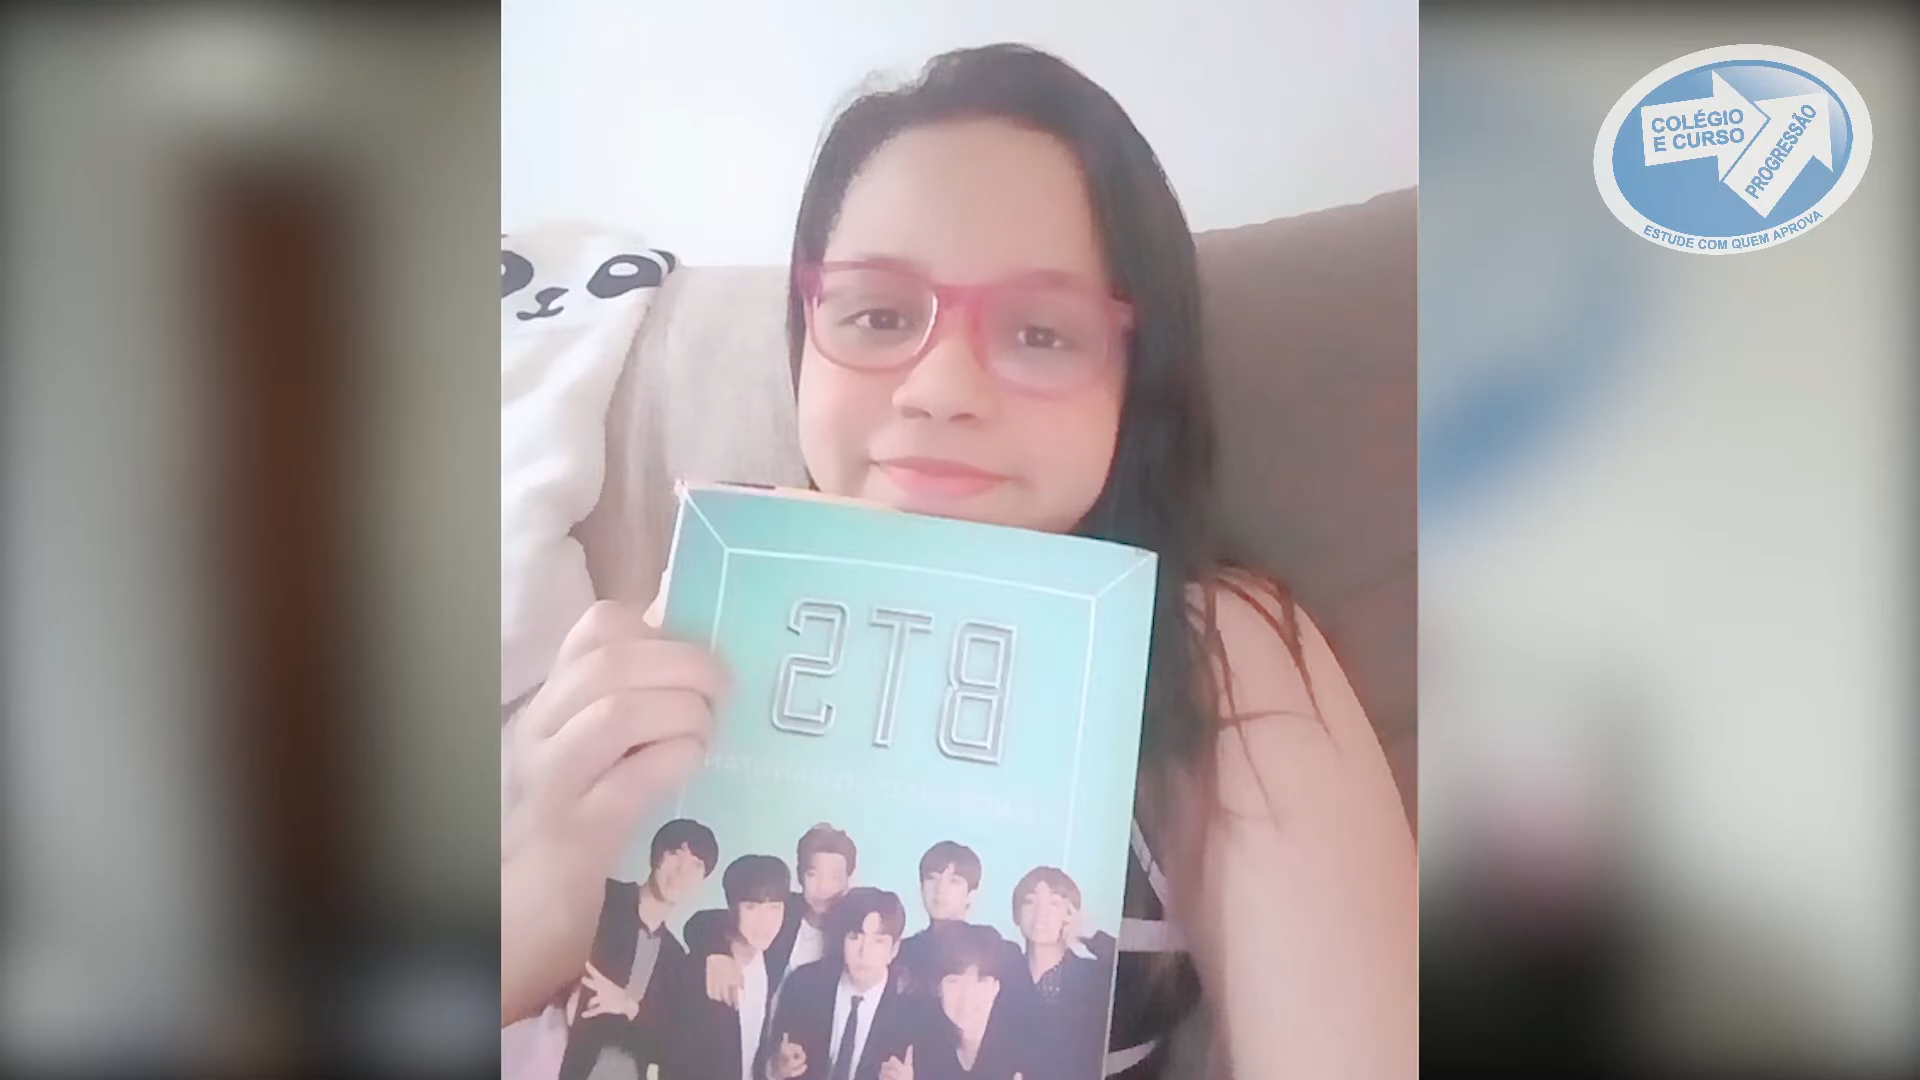 COLÉGIO
E CURSO
PROGRESSÃO
ESTUDE COM QUEM APROVA
BTS